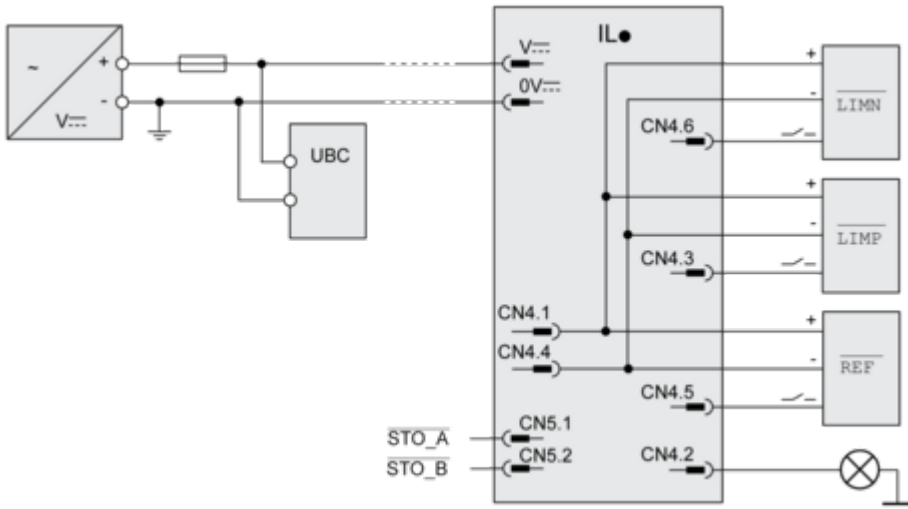 ~
+
-
V⎓
UBC
IL●
V⎓
0V⎓
CN4.6
CN4.3
CN4.1
CN4.4
CN4.5
CN5.1
CN5.2
CN4.2
STO_A
STO_B
+
-
LIMN
+
-
LIMP
+
-
REF